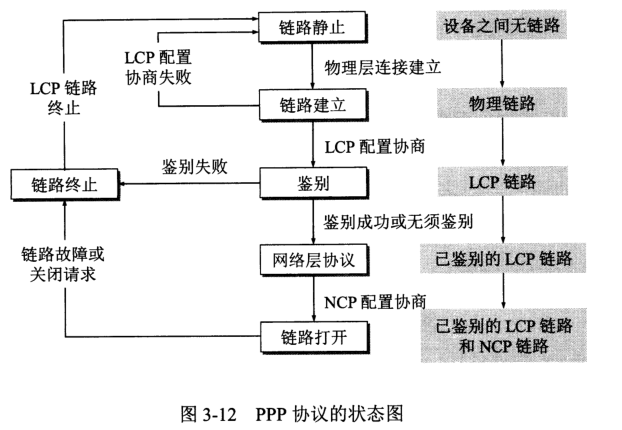 链路静止
设备之间无链路
LCP 配置
协商失败
物理层连接建立
LCP 链路
终止
链路建立
物理链路
LCP 配置协商
鉴别失败
链路终止
鉴别
LCP 链路
鉴别成功或无须鉴别
链路故障或
关闭请求
网络层协议
已鉴别的 LCP 链路
NCP 配置协商
链路打开
已鉴别的 LCP 链路
和 NCP 链路
图 3-12 PPP 协议的状态图